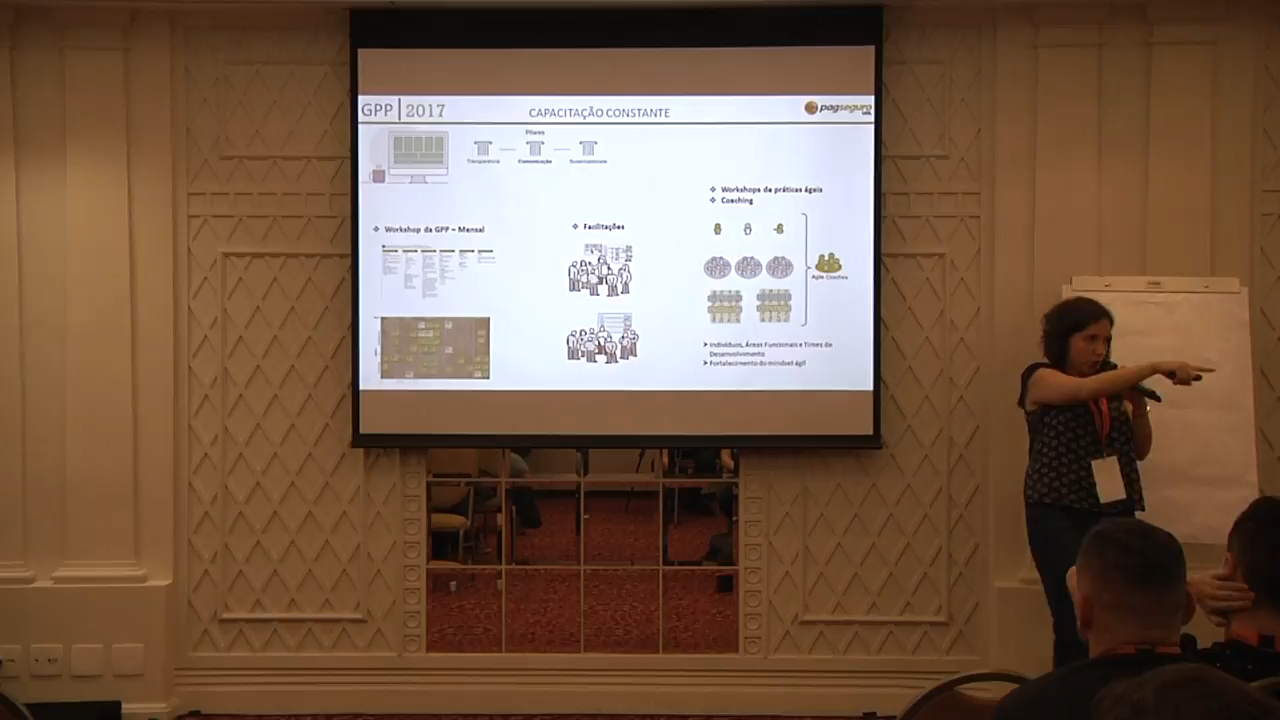 GPP 2017
CAPACITAÇÃO CONSTANTE
pagseguro
UOL
Pilares
Transparência
Comunicação
Sustentabilidade
Workshop da GPP – Mensal
Facilitações
Workshops de práticas ágeis
Coaching
Agile Coaches
Indivíduos, Áreas Funcionais e Times de
Desenvolvimento
Fortalecimento do mindset ágil